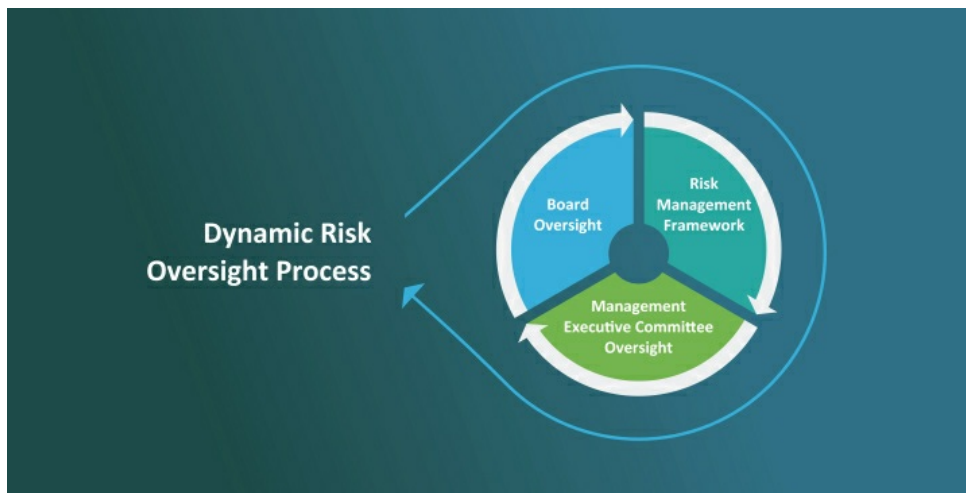 Dynamic Risk
Oversight Process
Board
Oversight
Risk
Management
Framework
Management
Executive Committee
Oversight